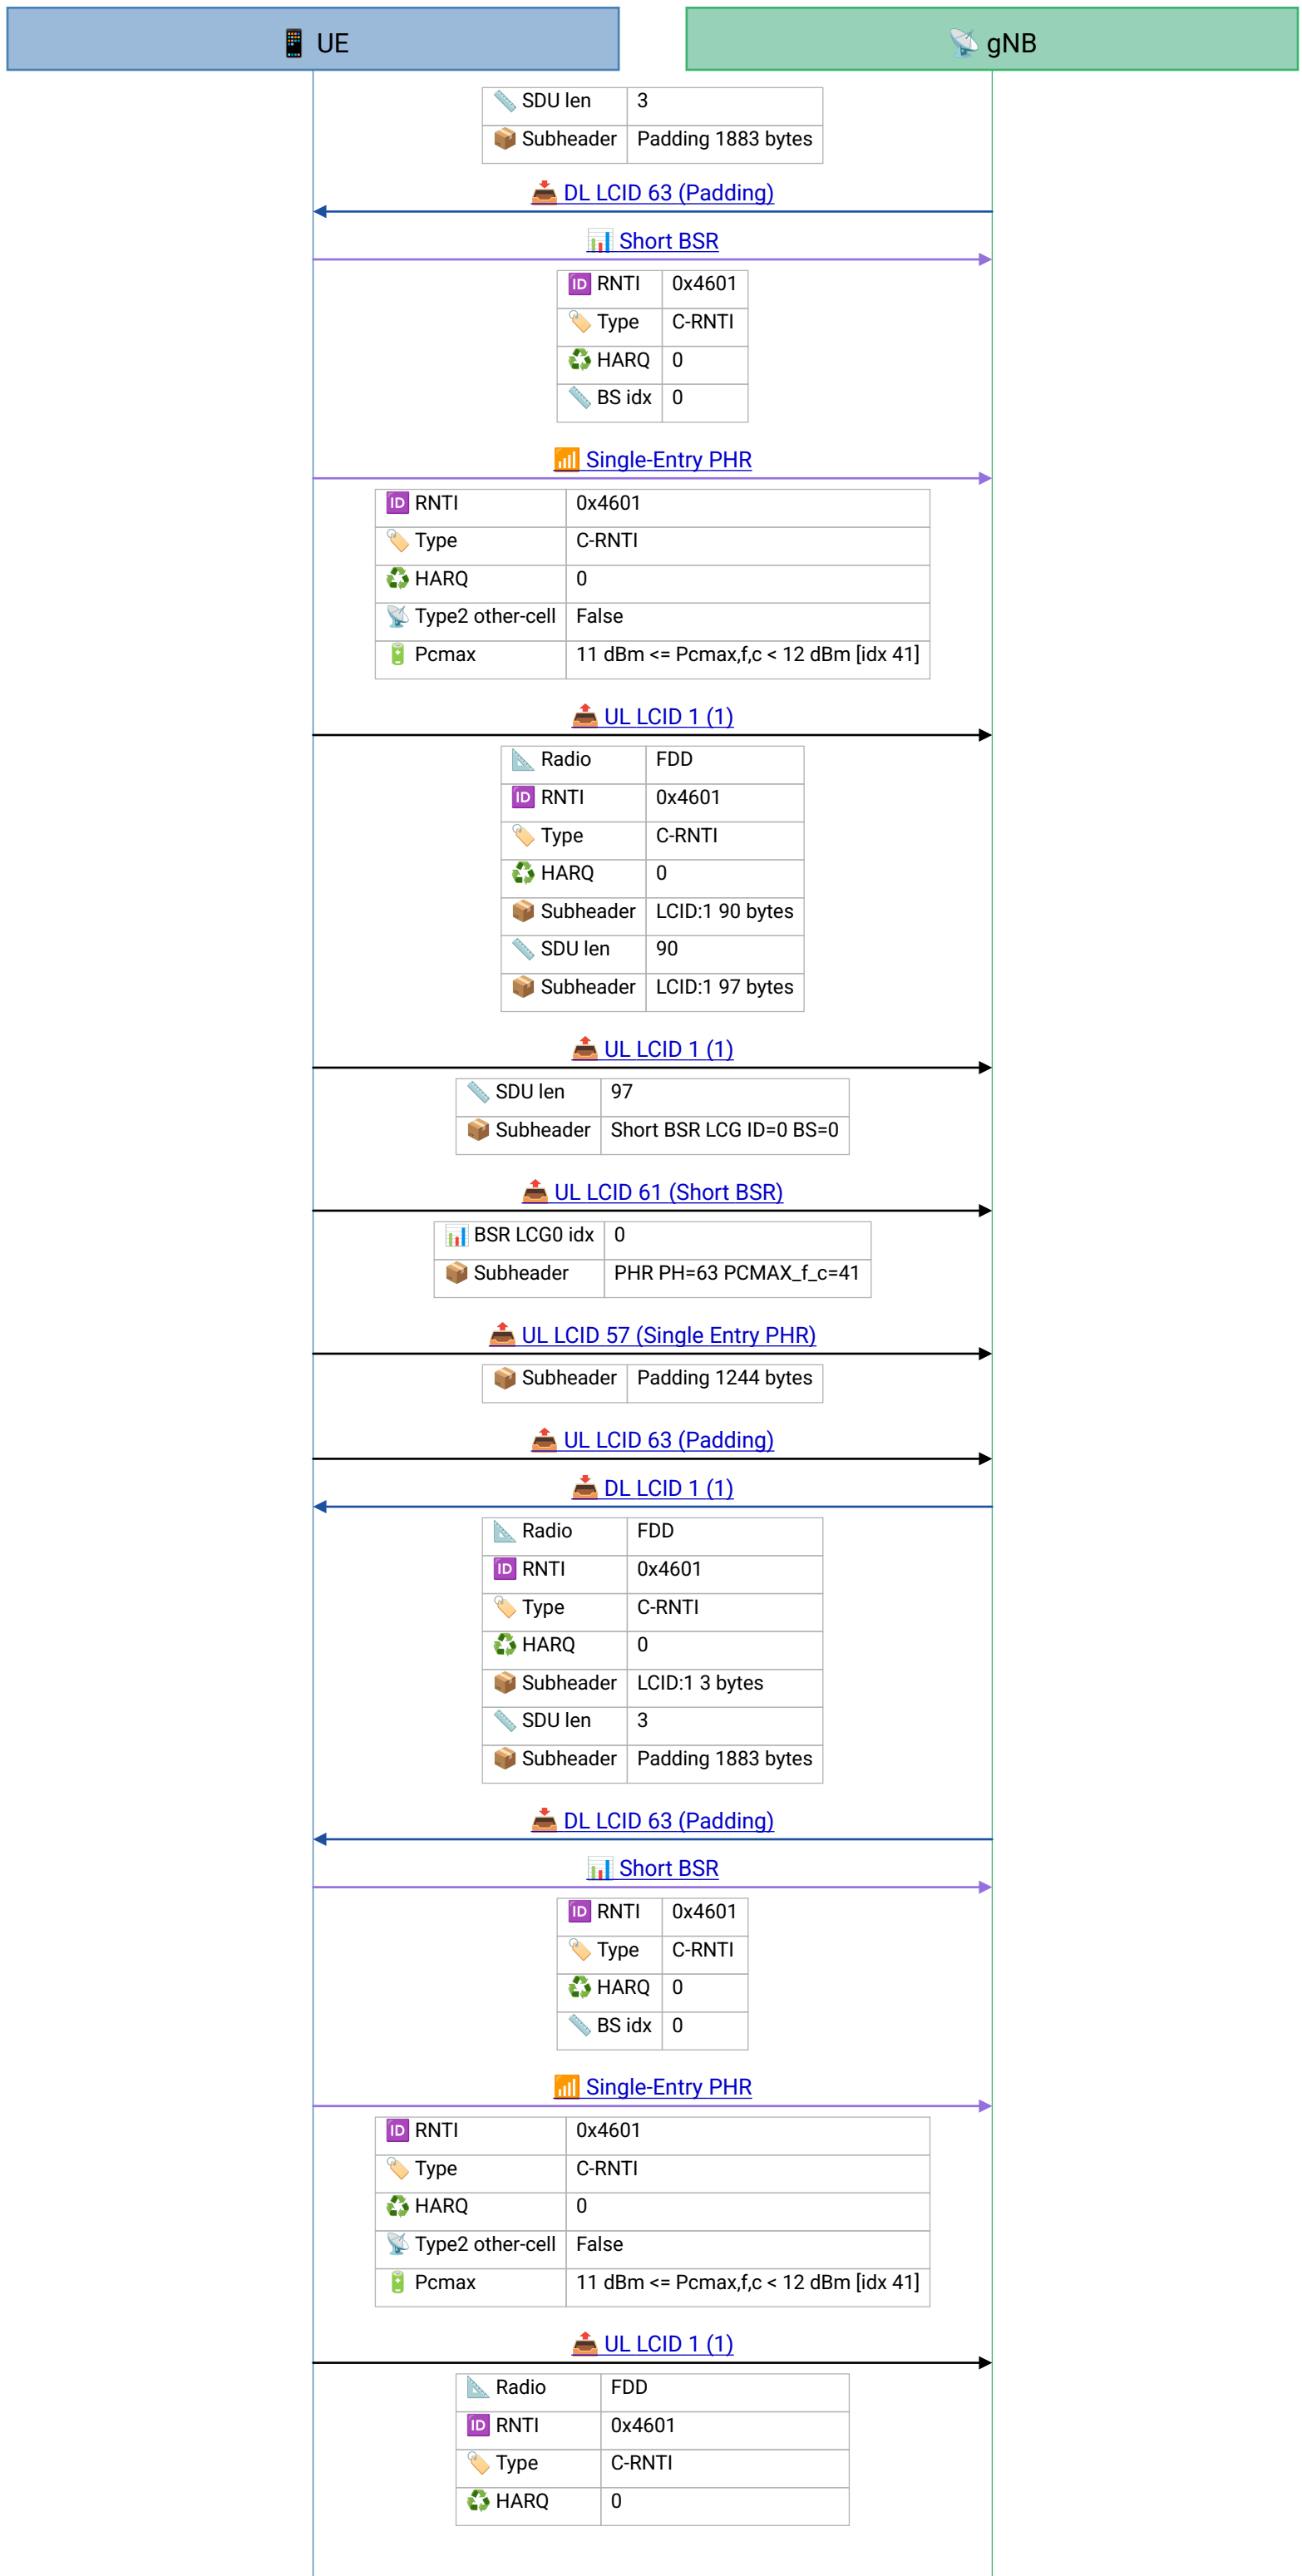 📱 UE
📡 gNB
📏 SDU len 3
📦 Subheader Padding 1883 bytes
📥 DL LCID 63 (Padding)
📊 Short BSR
🆔 RNTI 0x4601
🏷️ Type C-RNTI
♻️ HARQ 0
📏 BS idx 0
📶 Single-Entry PHR
🆔 RNTI 0x4601
🏷️ Type C-RNTI
♻️ HARQ 0
📡 Type2 other-cell False
🔋 Pcmax 11 dBm <= Pcmax,f,c < 12 dBm [idx 41]
📤 UL LCID 1 (1)
📐 Radio FDD
🆔 RNTI 0x4601
🏷️ Type C-RNTI
♻️ HARQ 0
📦 Subheader LCID:1 90 bytes
📏 SDU len 90
📦 Subheader LCID:1 97 bytes
📤 UL LCID 1 (1)
📏 SDU len 97
📦 Subheader Short BSR LCG ID=0 BS=0
📤 UL LCID 61 (Short BSR)
📊 BSR LCG0 idx 0
📦 Subheader PHR PH=63 PCMAX_f_c=41
📤 UL LCID 57 (Single Entry PHR)
📦 Subheader Padding 1244 bytes
📤 UL LCID 63 (Padding)
📥 DL LCID 1 (1)
📐 Radio FDD
🆔 RNTI 0x4601
🏷️ Type C-RNTI
♻️ HARQ 0
📦 Subheader LCID:1 3 bytes
📏 SDU len 3
📦 Subheader Padding 1883 bytes
📥 DL LCID 63 (Padding)
📊 Short BSR
🆔 RNTI 0x4601
🏷️ Type C-RNTI
♻️ HARQ 0
📏 BS idx 0
📶 Single-Entry PHR
🆔 RNTI 0x4601
🏷️ Type C-RNTI
♻️ HARQ 0
📡 Type2 other-cell False
🔋 Pcmax 11 dBm <= Pcmax,f,c < 12 dBm [idx 41]
📤 UL LCID 1 (1)
📐 Radio FDD
🆔 RNTI 0x4601
🏷️ Type C-RNTI
♻️ HARQ 0